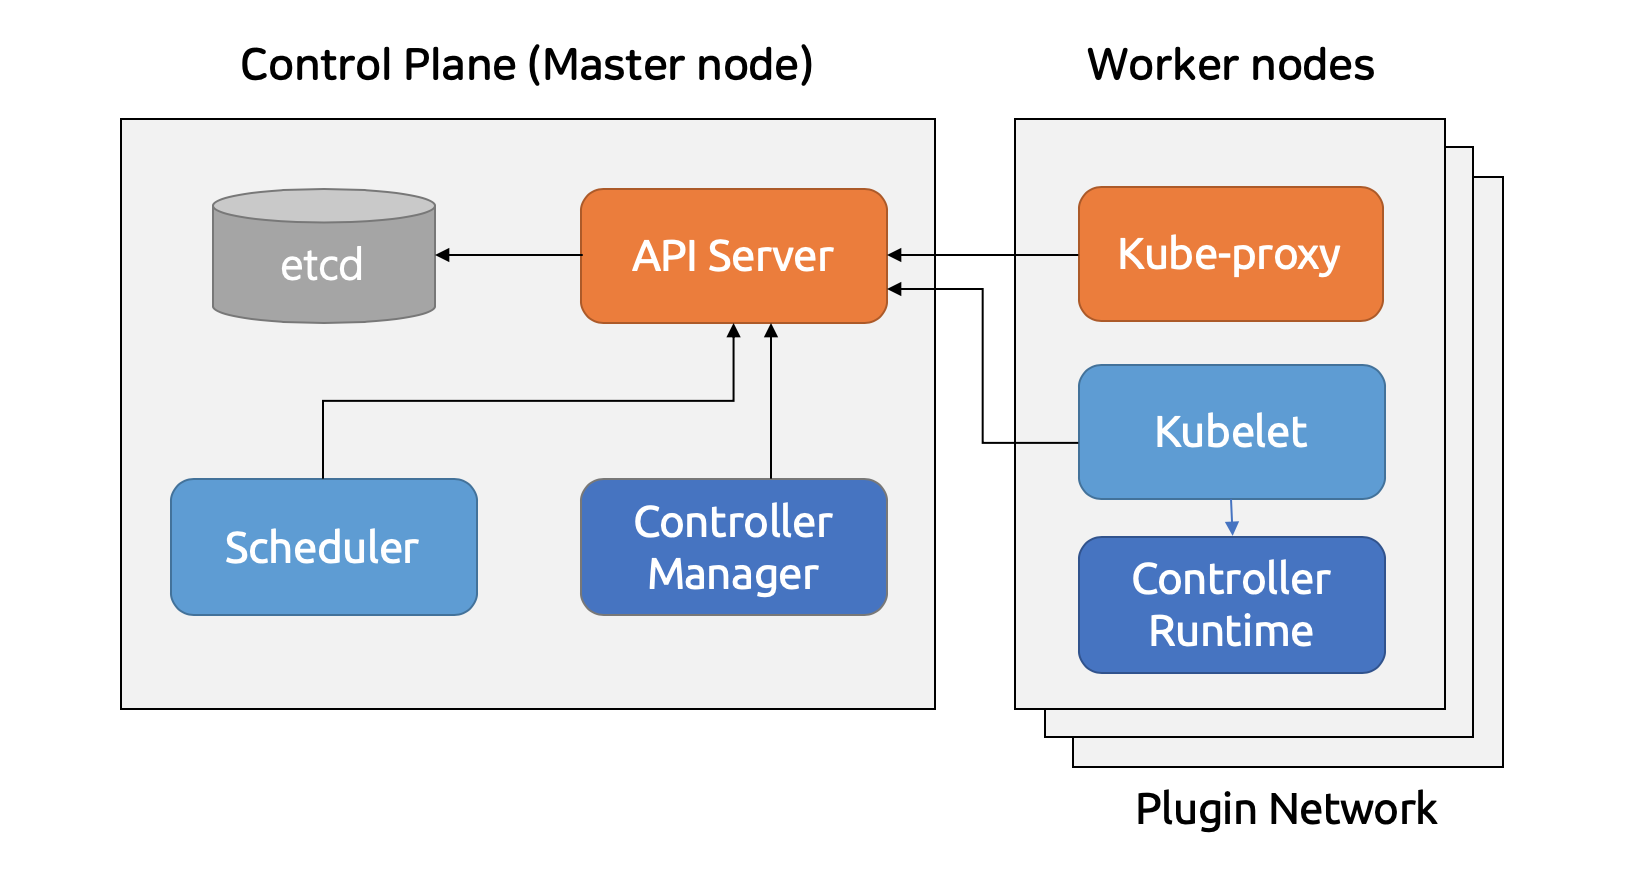 Control Plane (Master node)
Worker nodes
etcd
API Server
Kube-proxy
Kubelet
Scheduler
Controller
Manager
Controller
Runtime
Plugin Network